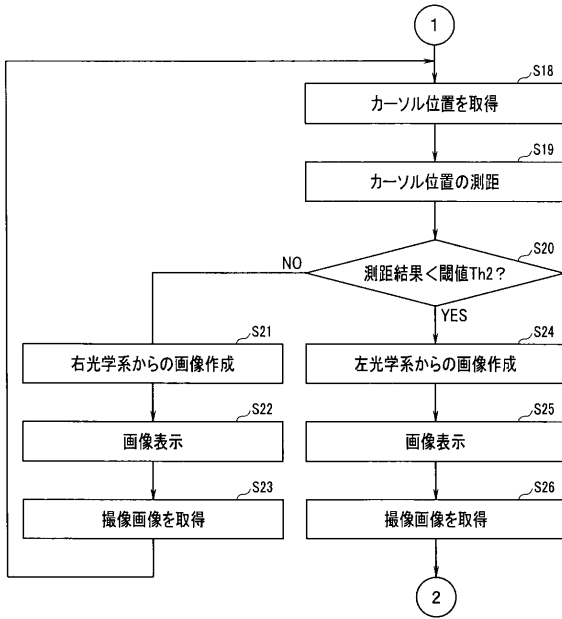 1
S18
カーソル位置を取得
S19
カーソル位置の測距
S20
測距結果<閾値Th2?
NO
YES
S21
右光学系からの画像作成
S24
左光学系からの画像作成
S22
画像表示
S25
画像表示
S23
撮像画像を取得
S26
撮像画像を取得
2